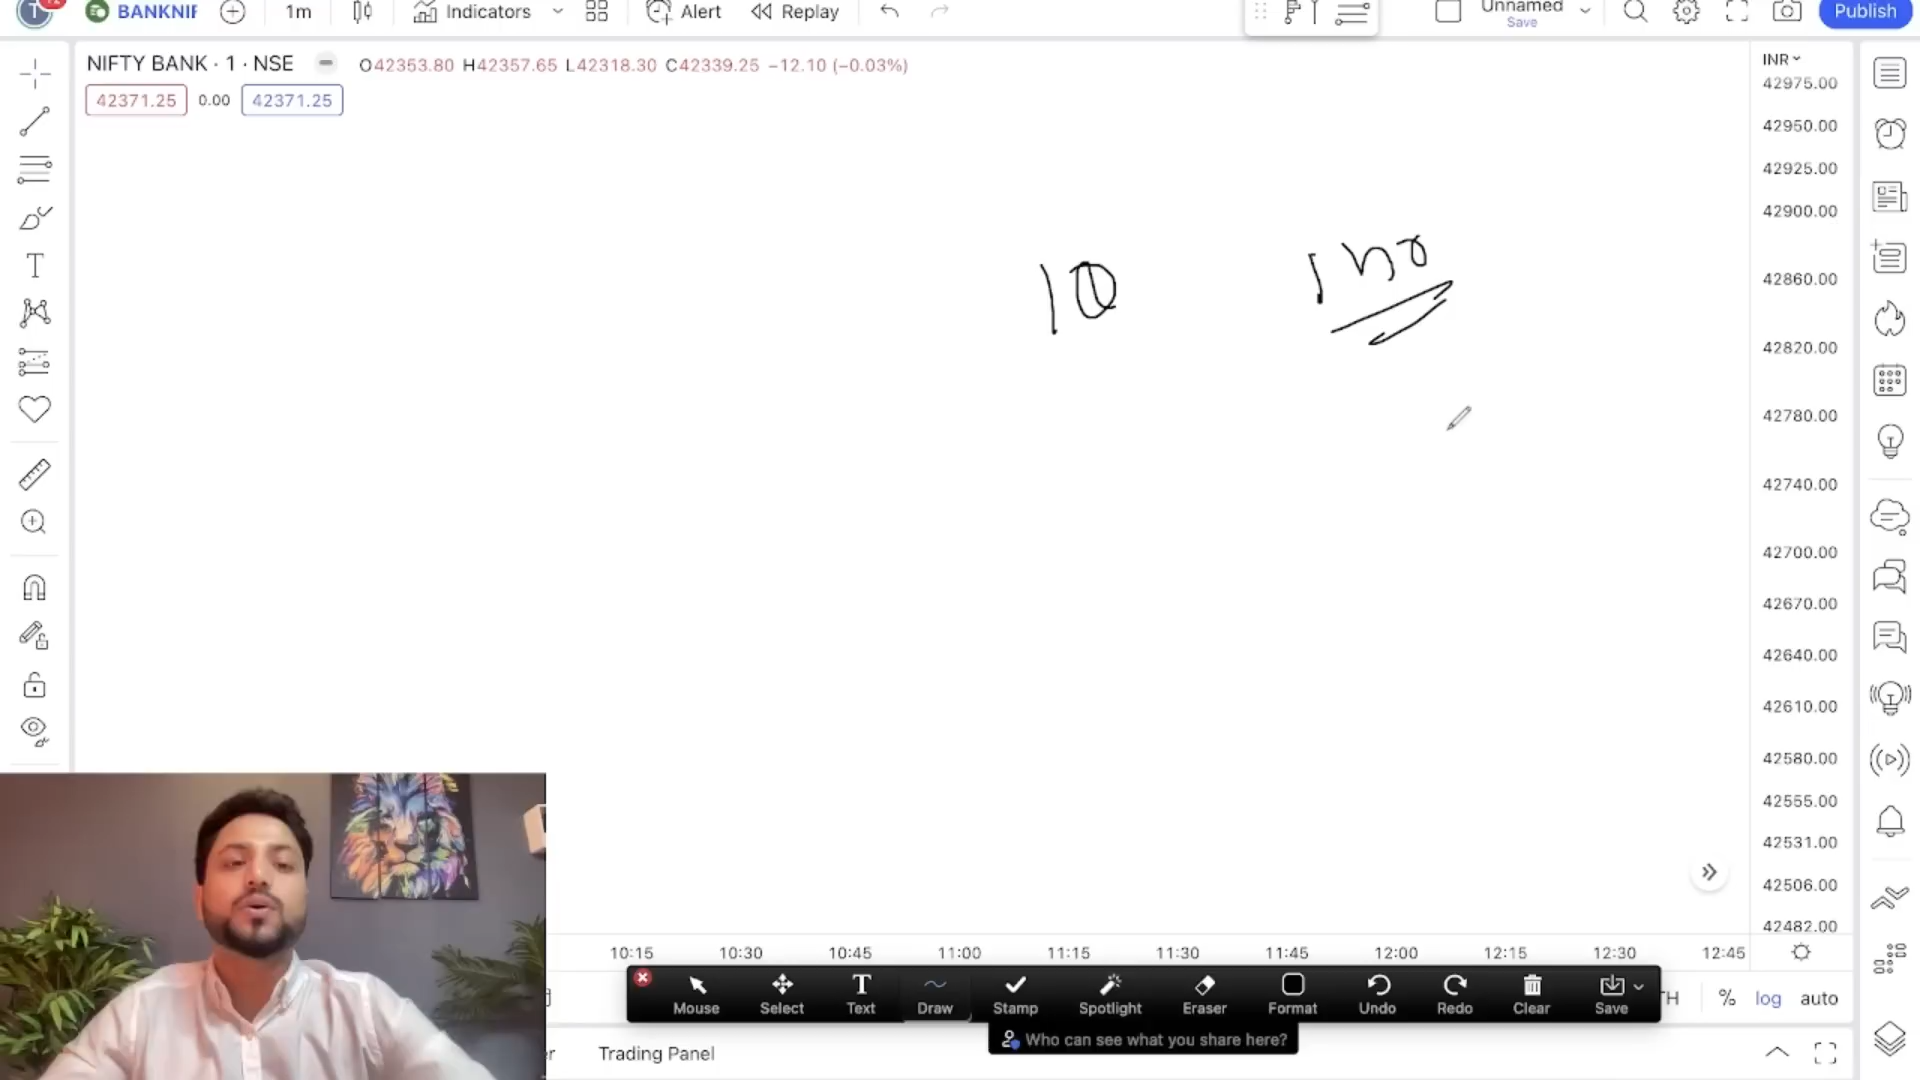 T 12 BANKNIF 1m Indicators Alert Replay Unnamed Save Publish
NIFTY BANK · 1 · NSE O42353.80 H42357.65 L42318.30 C42339.25 −12.10 (−0.03%)
42371.25 0.00 42371.25
INR
42975.00
42950.00
42925.00
42900.00
42860.00
42820.00
42780.00
42740.00
42700.00
42670.00
42640.00
42610.00
42580.00
42555.00
42531.00
42506.00
42482.00
10 1hr
10:15 10:30 10:45 11:00 11:15 11:30 11:45 12:00 12:15 12:30 12:45
Mouse Select Text Draw Stamp Spotlight Eraser Format Undo Redo Clear Save TH % log auto
Who can see what you share here?
er Trading Panel